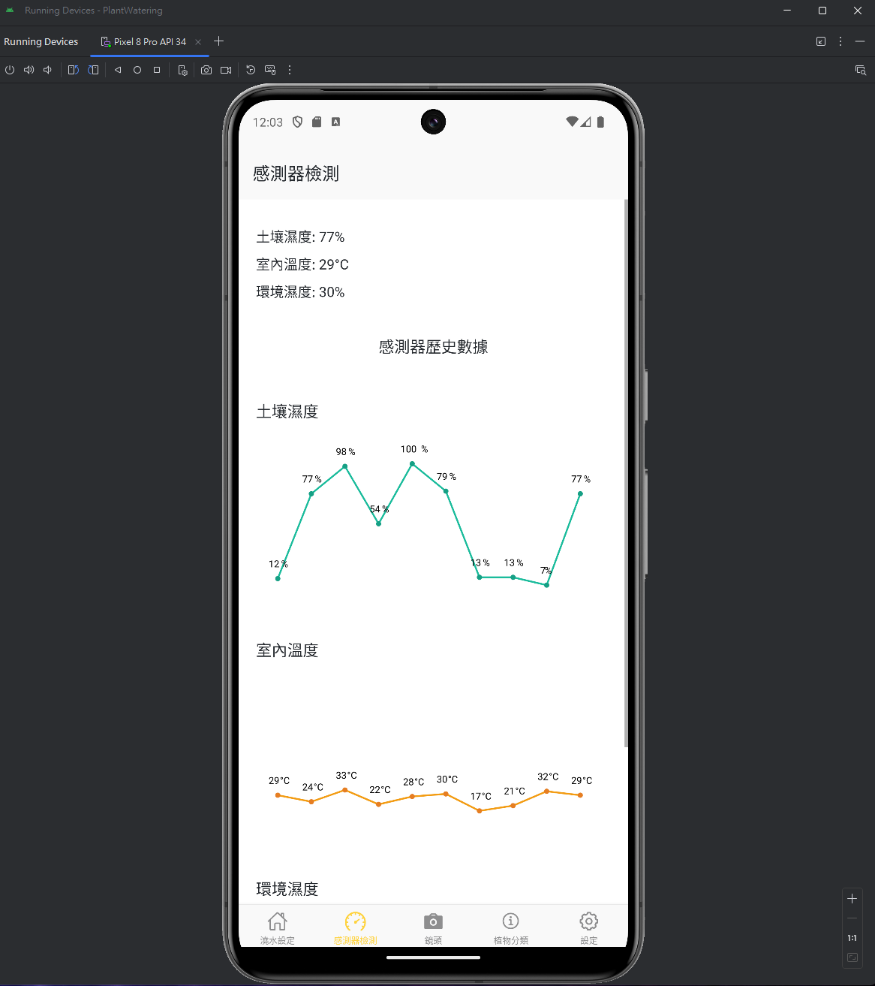 Running Devices - PlantWatering
Running Devices
Pixel 8 Pro API 34
12:03
A
感測器檢測
土壤濕度: 77%
室內溫度: 29°C
環境濕度: 30%
感測器歷史數據
土壤濕度
12 %
77 %
98 %
54 %
100 %
79 %
13 %
13 %
7%
77 %
室內溫度
29°C
24°C
33°C
22°C
28°C
30°C
17°C
21°C
32°C
29°C
環境濕度
澆水設定
感測器檢測
鏡頭
植物分類
設定
1:1